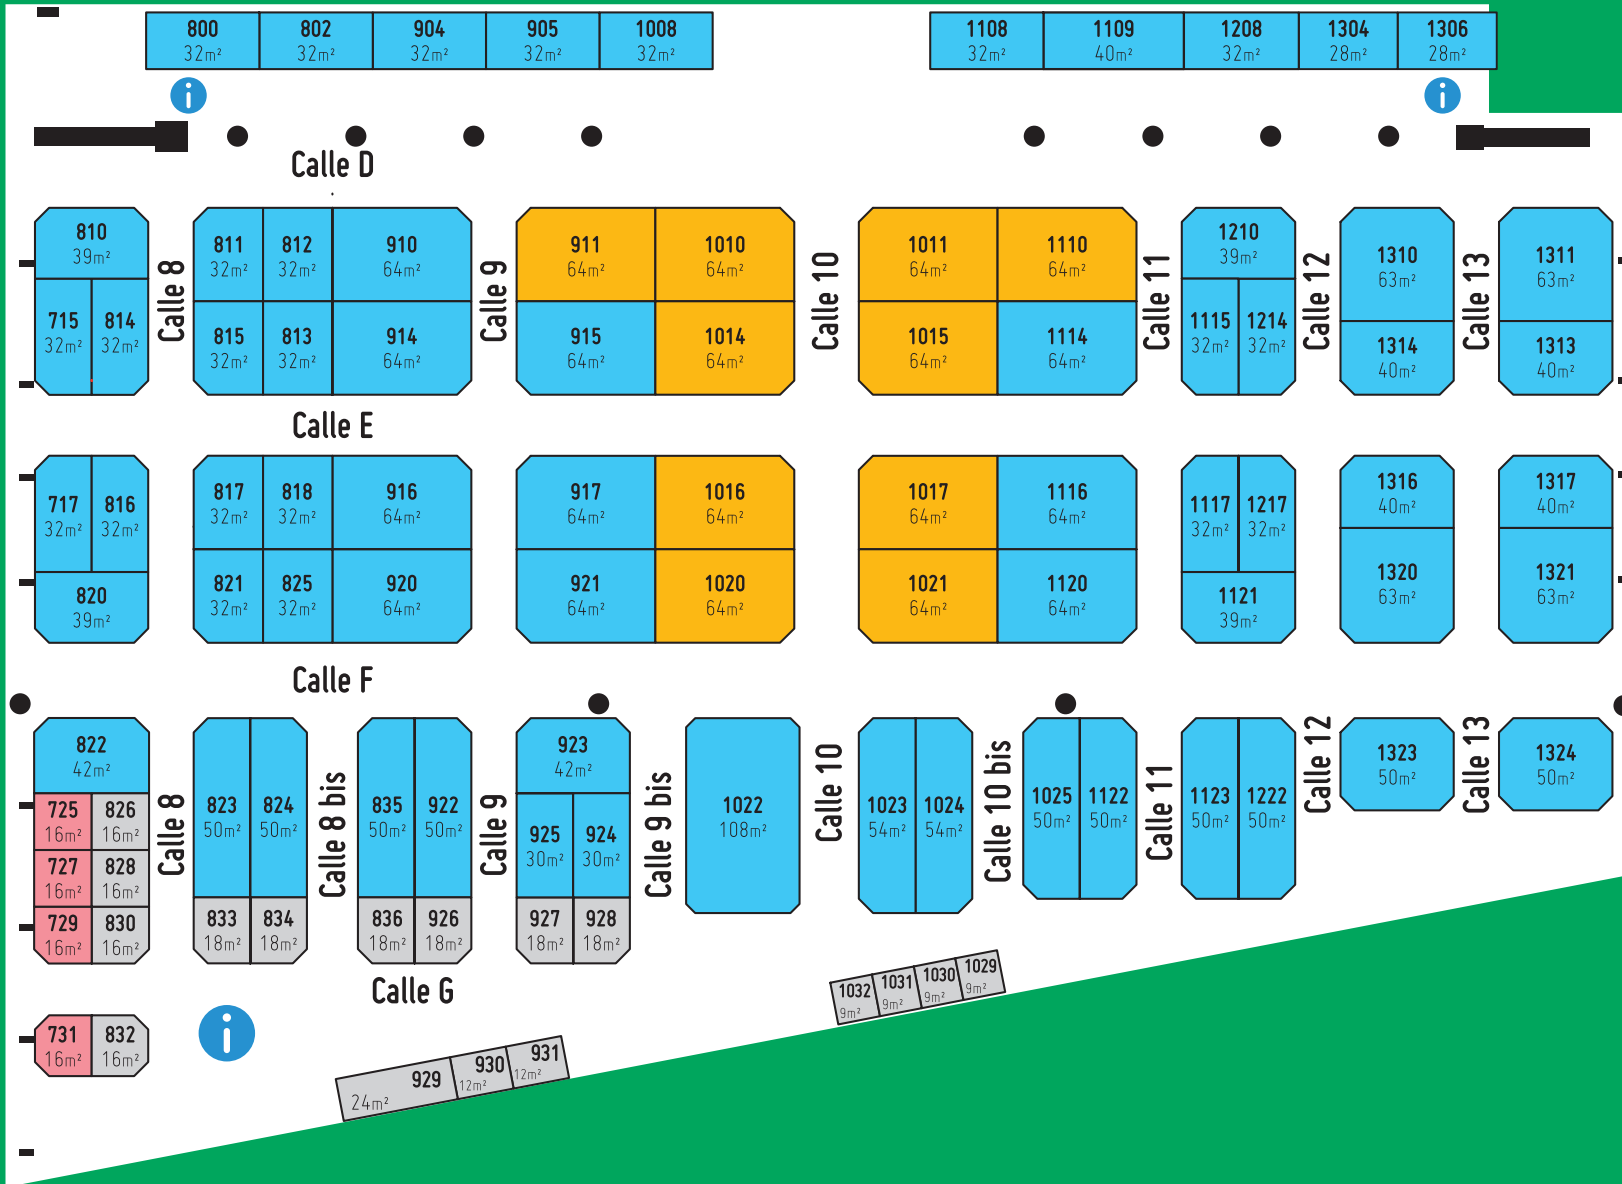 800 802 904 905 1008 1108 1109 1208 1304 1306
32m² 32m² 32m² 32m² 32m² 32m² 40m² 32m² 28m² 28m²
i i
Calle D
810
39m²
715 814
32m² 32m²
Calle 8
811 812 910
32m² 32m² 64m²
815 813 914
32m² 32m² 64m²
Calle 9
911 1010
64m² 64m²
915 1014
64m² 64m²
Calle 10
1011 1110
64m² 64m²
1015 1114
64m² 64m²
Calle 11
1210
39m²
1115 1214
32m² 32m²
Calle 12
1310
63m²
1314
40m²
Calle 13
1311
63m²
1313
40m²
Calle E
717 816
32m² 32m²
820
39m²
817 818 916
32m² 32m² 64m²
821 825 920
32m² 32m² 64m²
917 1016
64m² 64m²
921 1020
64m² 64m²
1017 1116
64m² 64m²
1021 1120
64m² 64m²
1117 1217
32m² 32m²
1121
39m²
1316
40m²
1320
63m²
1317
40m²
1321
63m²
Calle F
822
42m²
725 826
16m² 16m²
727 828
16m² 16m²
729 830
16m² 16m²
Calle 8
823 824
50m² 50m²
833 834
18m² 18m²
Calle 8 bis
835 922
50m² 50m²
836 926
18m² 18m²
Calle 9
923
42m²
925 924
30m² 30m²
927 928
18m² 18m²
Calle 9 bis
1022
108m²
Calle 10
1023 1024
54m² 54m²
Calle 10 bis
1025 1122
50m² 50m²
Calle 11
1123 1222
50m² 50m²
Calle 12
1323
50m²
Calle 13
1324
50m²
Calle G
731 832
16m² 16m²
i
929 930 931
24m² 12m² 12m²
1032 1031 1030 1029
9m² 9m² 9m² 9m²